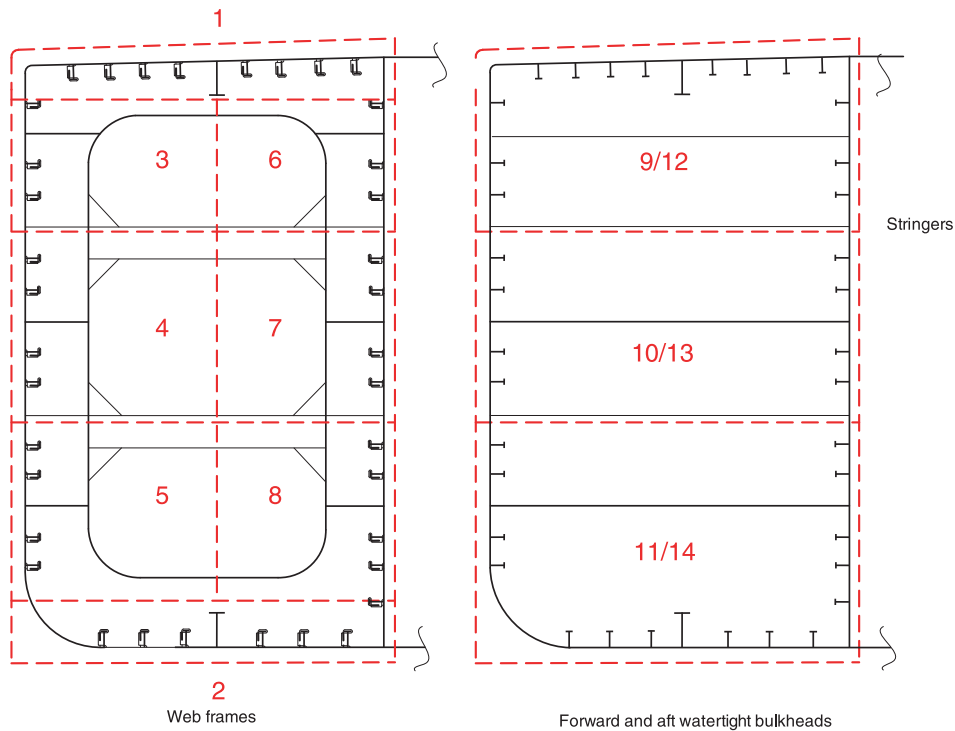 1
3 6
9/12
Stringers
4 7
10/13
5 8
11/14
2
Web frames
Forward and aft watertight bulkheads